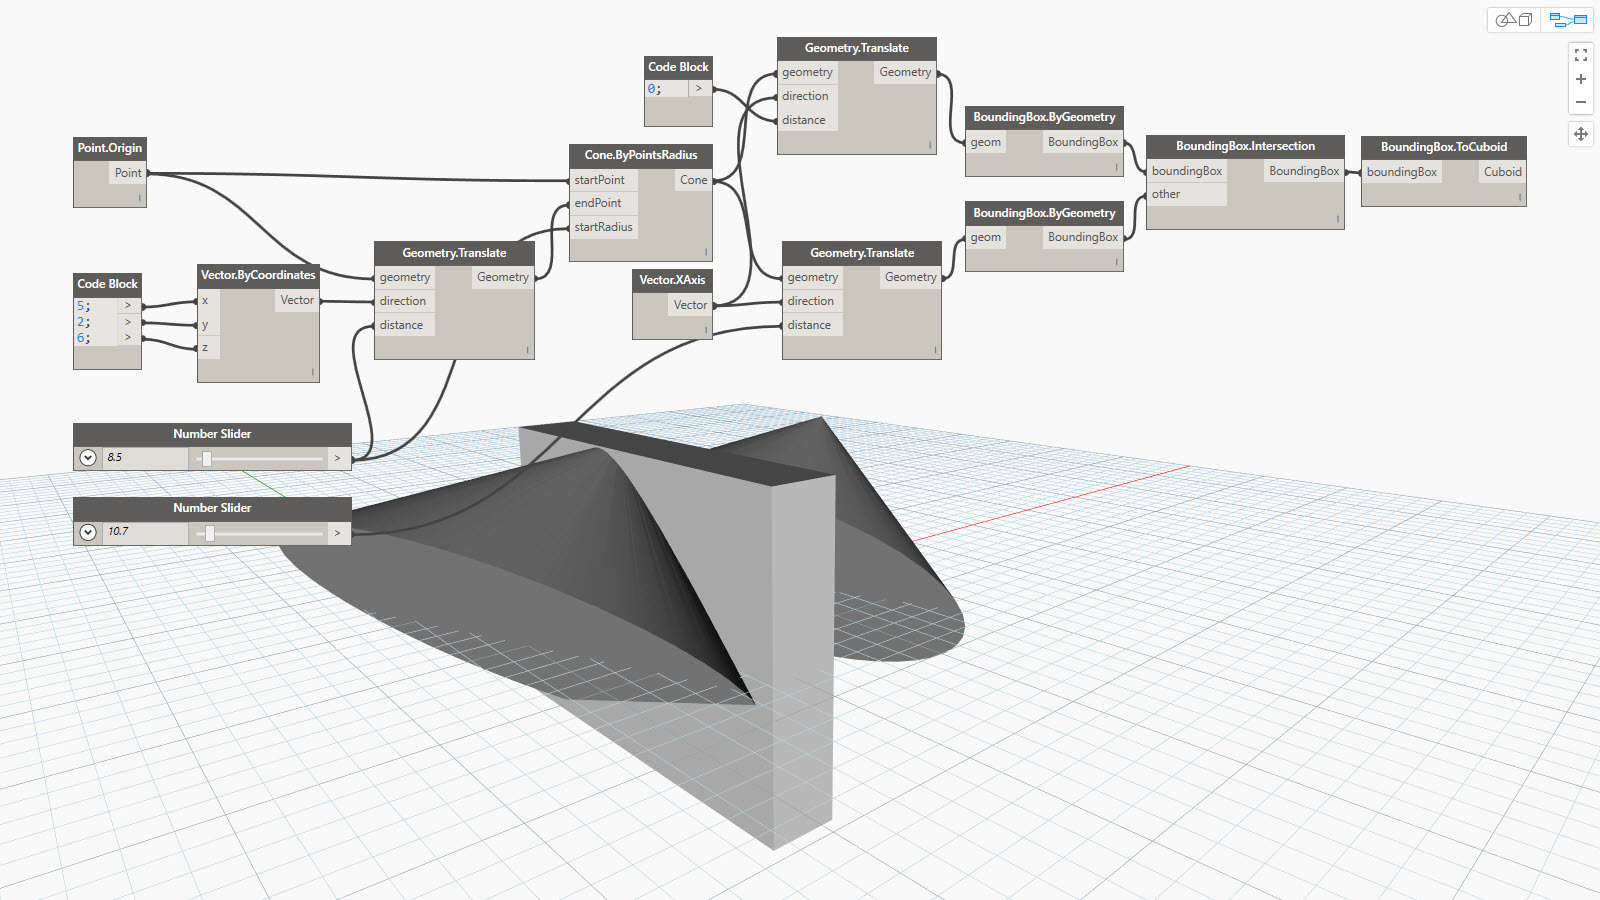 Geometry.Translate
geometry
Geometry
direction
distance
Code Block
0;
>
BoundingBox.ByGeometry
geom
BoundingBox
Point.Origin
Point
Cone.ByPointsRadius
startPoint
Cone
endPoint
startRadius
BoundingBox.Intersection
boundingBox
BoundingBox
other
BoundingBox.ToCuboid
boundingBox
Cuboid
BoundingBox.ByGeometry
geom
BoundingBox
Code Block
5;
>
2;
>
6;
>
Vector.ByCoordinates
x
Vector
y
z
Geometry.Translate
geometry
Geometry
direction
distance
Vector.XAxis
Vector
Geometry.Translate
geometry
Geometry
direction
distance
Number Slider
8.5
>
Number Slider
10.7
>